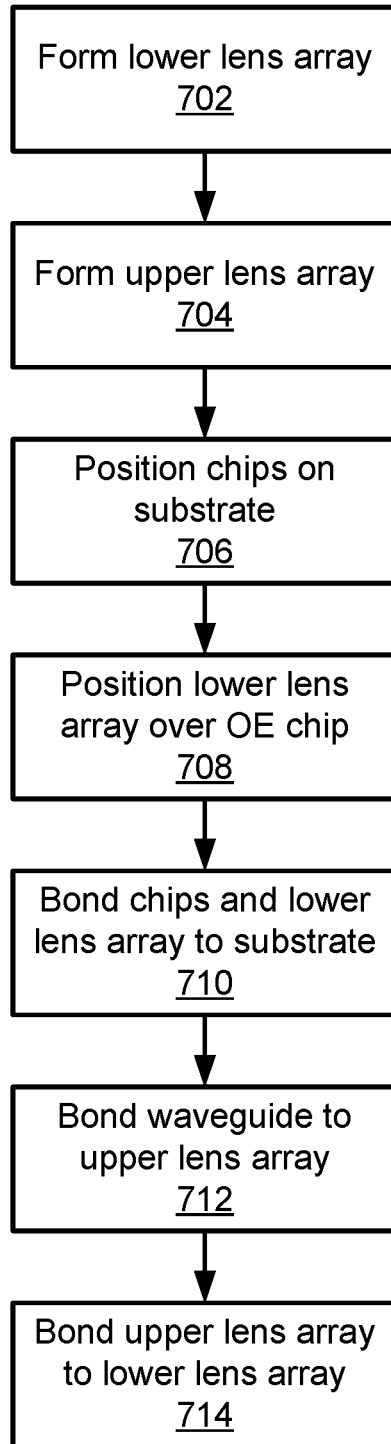 Form lower lens array
702
Form upper lens array
704
Position chips on
substrate
706
Position lower lens
array over OE chip
708
Bond chips and lower
lens array to substrate
710
Bond waveguide to
upper lens array
712
Bond upper lens array
to lower lens array
714